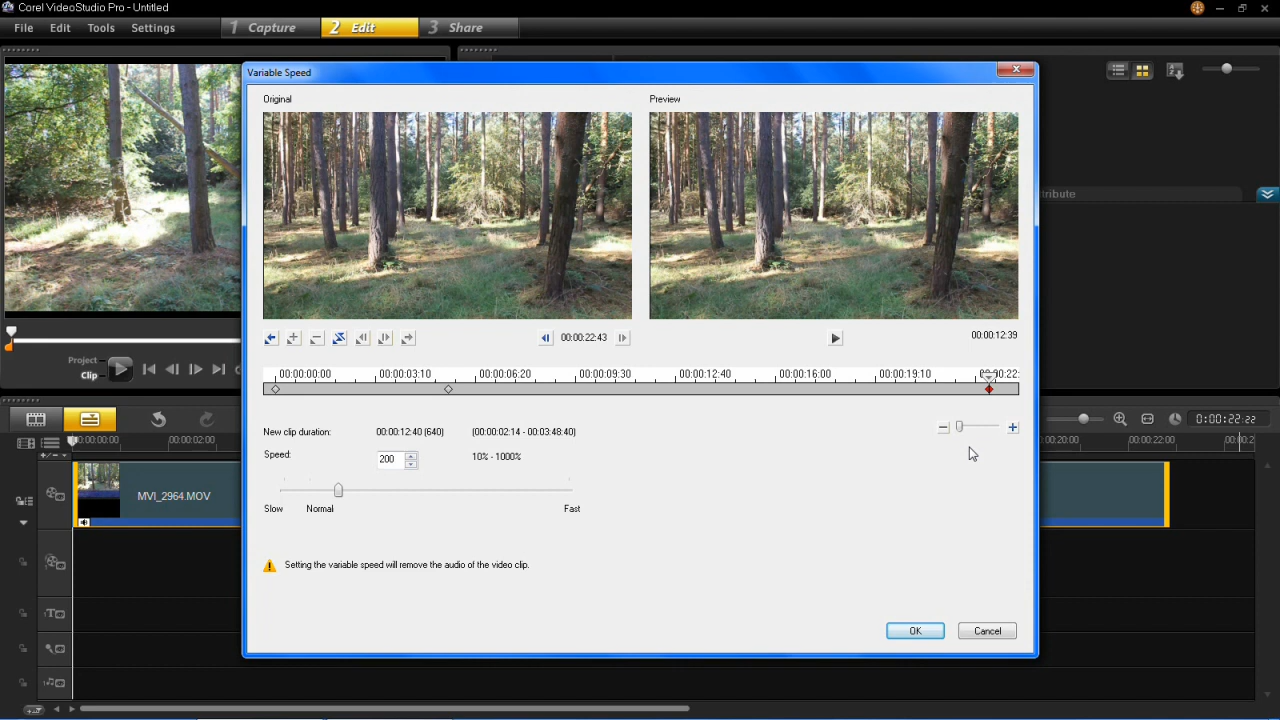 Corel VideoStudio Pro - Untitled
File Edit Tools Settings 1 Capture 2 Edit 3 Share
Variable Speed
Original Preview
00:00:22:43 00:00:12:39
00:00:00:00 00:00:03:10 00:00:06:20 00:00:09:30 00:00:12:40 00:00:16:00 00:00:19:10
New clip duration: 00:00:12:40 (640) (00:00:02:14 - 00:03:48:40)
Speed: 200 10% - 1000%
Slow Normal Fast
Setting the variable speed will remove the audio of the video clip.
OK Cancel
Project
Clip
0:00:22:22
00:00:00:00 00:00:02:00 00:00:22:00
MVI_2964.MOV